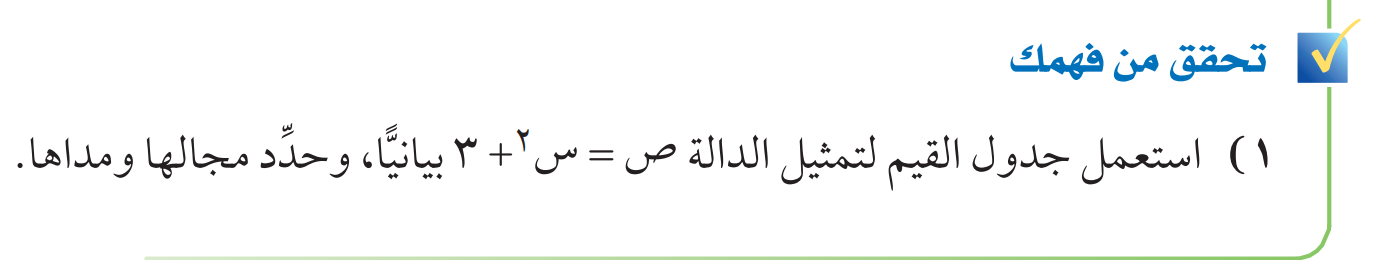 تحقق من فهمك
١) استعمل جدول القيم لتمثيل الدالة ص = س٢ + ٣ بيانيًّا، وحدِّد مجالها ومداها.